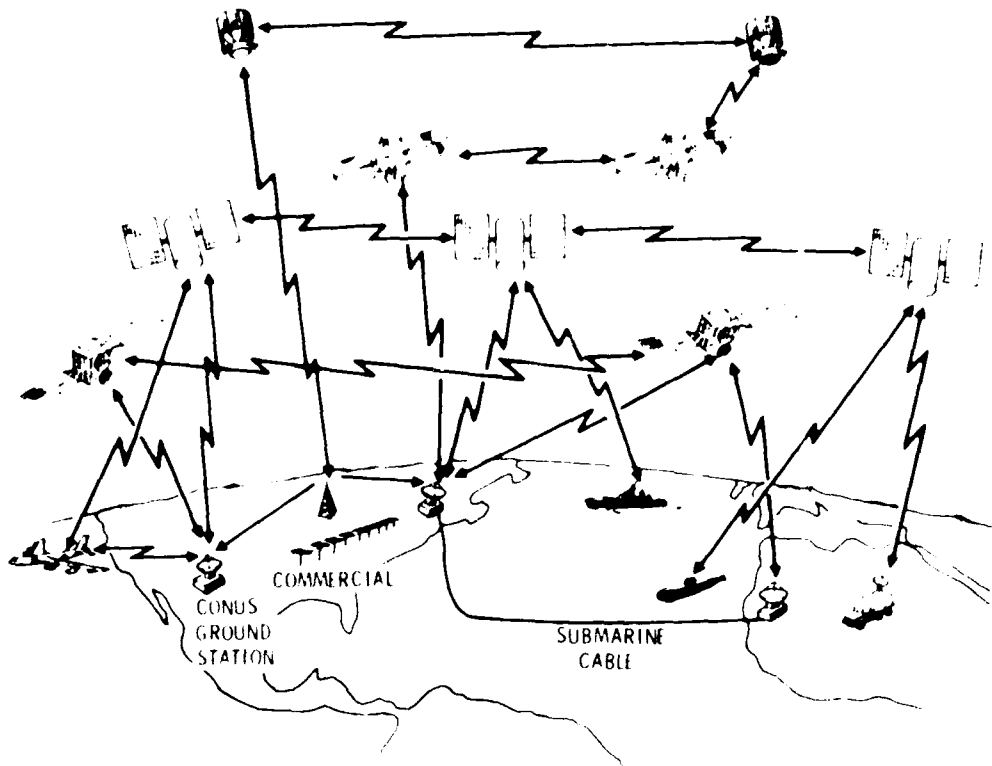 COMMERCIAL
CONUS
GROUND
STATION
SUBMARINE
CABLE